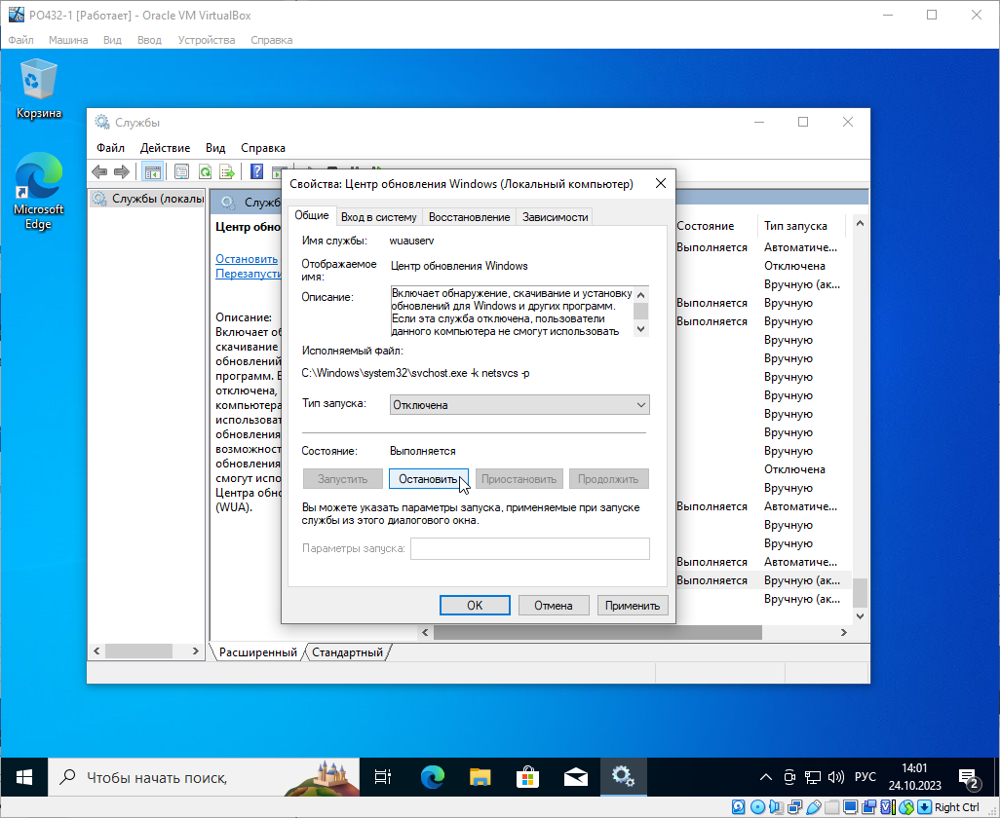 PO432-1 [Работает] - Oracle VM VirtualBox
Файл Машина Вид Ввод Устройства Справка
Корзина
Microsoft
Edge
Службы
Файл Действие Вид Справка
Службы (локалы
Служб
Центр обно
Остановить
Перезапусти
Описание:
Включает об
скачивание
обновлений
программ. Е
отключена,
компьютера
использоват
обновления
возможност
обновления
смогут испо
Центра обно
(WUA).
Свойства: Центр обновления Windows (Локальный компьютер)
Общие Вход в систему Восстановление Зависимости
Имя службы: wuauserv
Отображаемое
имя:
Центр обновления Windows
Описание:
Включает обнаружение, скачивание и установку
обновлений для Windows и других программ.
Если эта служба отключена, пользователи
данного компьютера не смогут использовать
Исполняемый файл:
C:\Windows\system32\svchost.exe -k netsvcs -p
Тип запуска: Отключена
Состояние: Выполняется
Запустить Остановить Приостановить Продолжить
Вы можете указать параметры запуска, применяемые при запуске
службы из этого диалогового окна.
Параметры запуска:
OK Отмена Применить
Состояние Тип запуска
Выполняется Автоматиче...
Отключена
Вручную (ак...
Выполняется Вручную
Выполняется Вручную
Вручную
Вручную
Вручную
Вручную
Вручную
Вручную
Вручную
Отключена
Вручную
Выполняется Автоматиче...
Вручную
Вручную
Выполняется Автоматиче...
Выполняется Вручную (ак...
Вручную (ак...
Расширенный Стандартный
Чтобы начать поиск,
РУС
14:01
24.10.2023
2
Right Ctrl